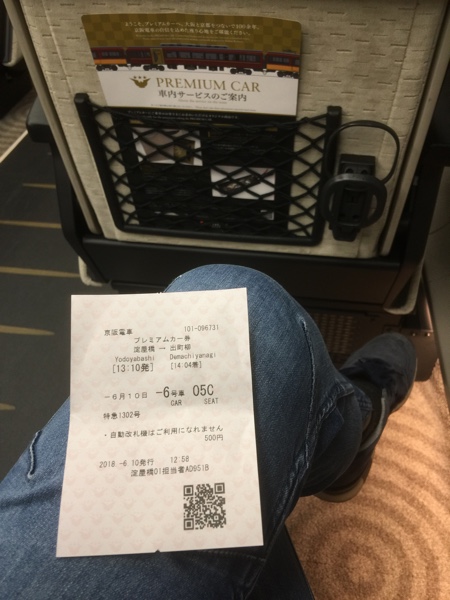 PREMIUM CAR
車内サービスのご案内
京阪電車 101-096731
プレミアムカー券
淀屋橋 → 出町柳
Yodoyabashi Demachiyanagi
[13:10発] [14:04着]
-6月10日 -6号車 05C
CAR SEAT
特急1302号
・自動改札機はご利用になれません
500円
2018.-6.10発行 12:58
淀屋橋01担当者AD951B